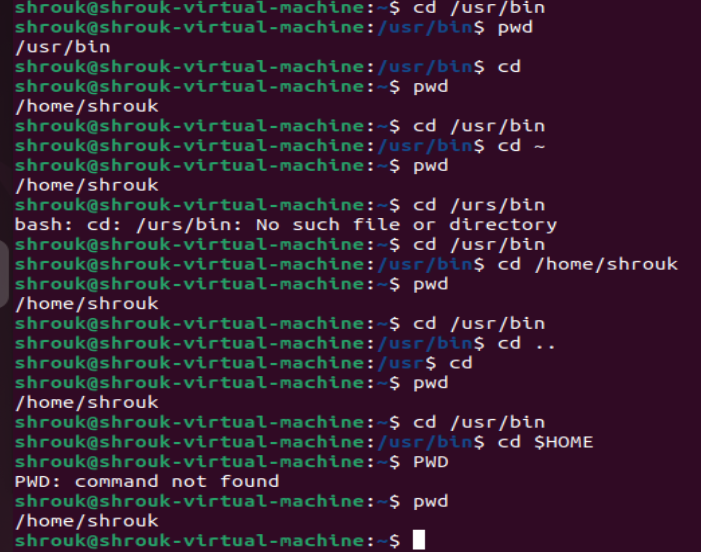 shrouk@shrouk-virtual-machine:~$ cd /usr/bin
shrouk@shrouk-virtual-machine:/usr/bin$ pwd
/usr/bin
shrouk@shrouk-virtual-machine:/usr/bin$ cd
shrouk@shrouk-virtual-machine:~$ pwd
/home/shrouk
shrouk@shrouk-virtual-machine:~$ cd /usr/bin
shrouk@shrouk-virtual-machine:/usr/bin$ cd ~
shrouk@shrouk-virtual-machine:~$ pwd
/home/shrouk
shrouk@shrouk-virtual-machine:~$ cd /urs/bin
bash: cd: /urs/bin: No such file or directory
shrouk@shrouk-virtual-machine:~$ cd /usr/bin
shrouk@shrouk-virtual-machine:/usr/bin$ cd /home/shrouk
shrouk@shrouk-virtual-machine:~$ pwd
/home/shrouk
shrouk@shrouk-virtual-machine:~$ cd /usr/bin
shrouk@shrouk-virtual-machine:/usr/bin$ cd ..
shrouk@shrouk-virtual-machine:/usr$ cd
shrouk@shrouk-virtual-machine:~$ pwd
/home/shrouk
shrouk@shrouk-virtual-machine:~$ cd /usr/bin
shrouk@shrouk-virtual-machine:/usr/bin$ cd $HOME
shrouk@shrouk-virtual-machine:~$ PWD
PWD: command not found
shrouk@shrouk-virtual-machine:~$ pwd
/home/shrouk
shrouk@shrouk-virtual-machine:~$